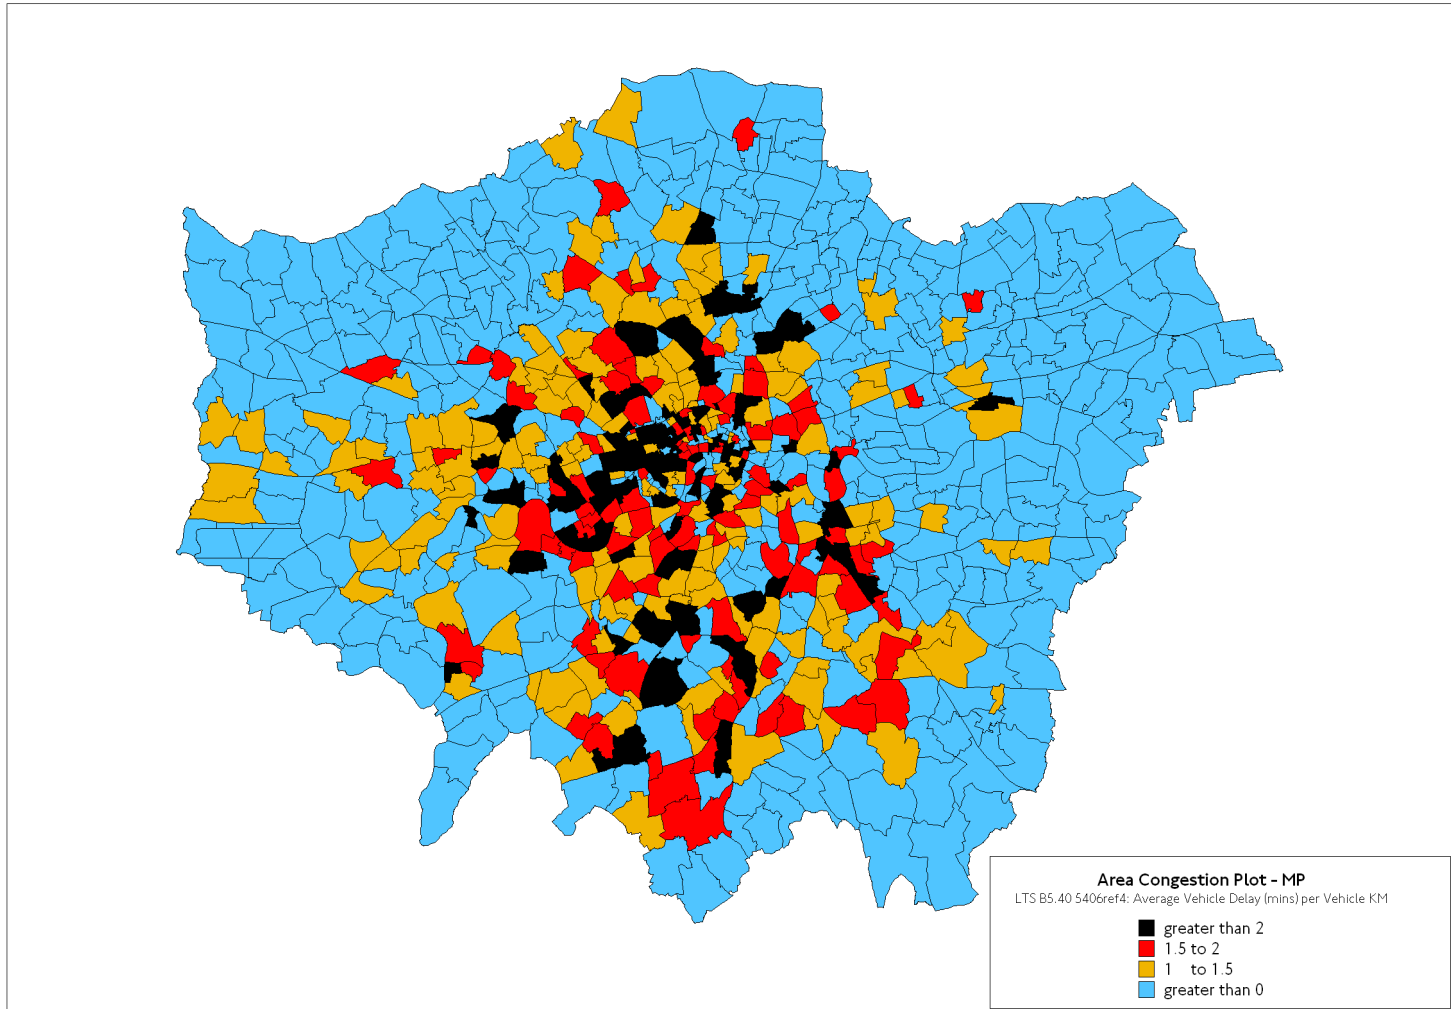 Area Congestion Plot - MP
LTS B5.40 5406ref4: Average Vehicle Delay (mins) per Vehicle KM
greater than 2
1.5 to 2
1 to 1.5
greater than 0